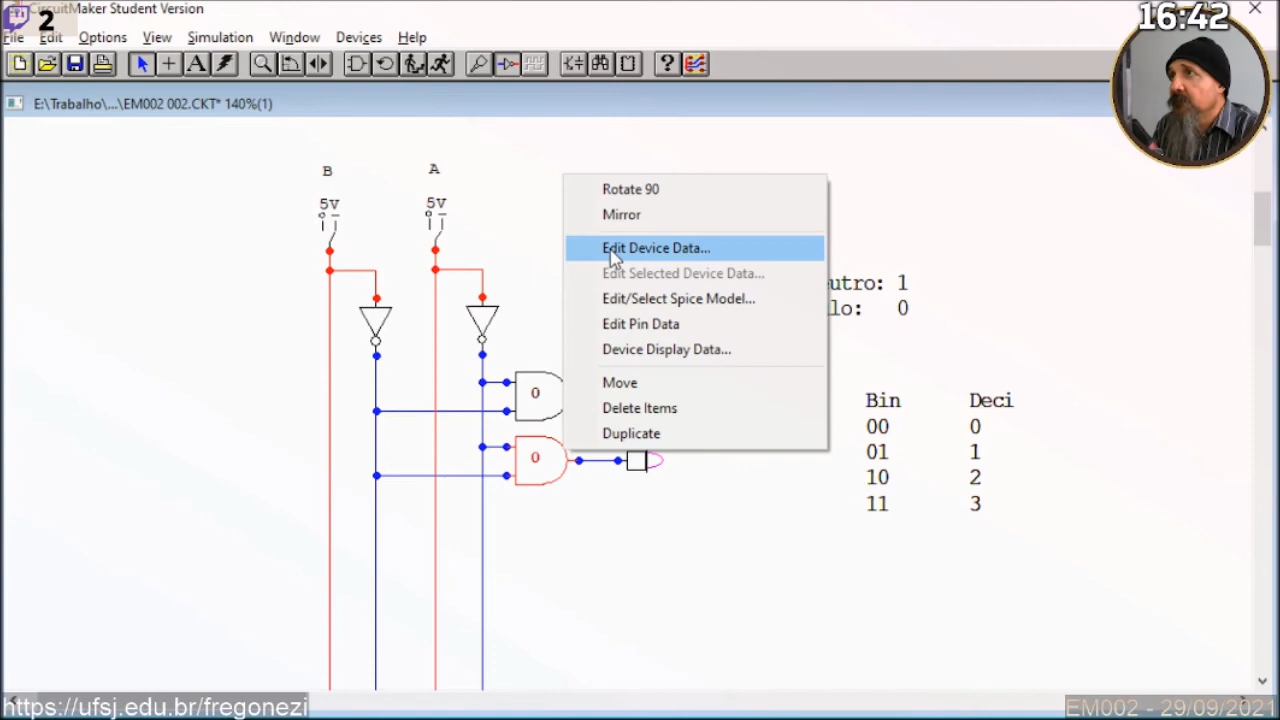 CircuitMaker Student Version
16:42
2
File Edit Options View Simulation Window Devices Help
E:\Trabalho\...\EM002 002.CKT* 140%(1)
B A
5V 5V
Rotate 90
Mirror
Edit Device Data...
Edit Selected Device Data...
Edit/Select Spice Model...
Edit Pin Data
Device Display Data...
Move
Delete Items
Duplicate
utro: 1
lo: 0
0
0
Bin Deci
00 0
01 1
10 2
11 3
https://ufsj.edu.br/fregonezi
EM002 - 29/09/2021